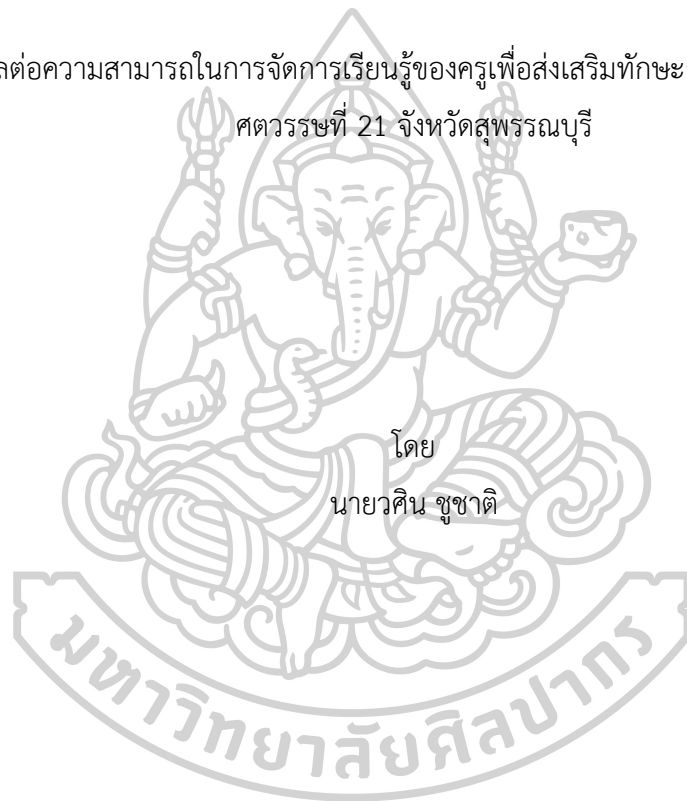 ต่อความสามารถในการจัดการเรียนรู้ของครูเพื่อส่งเสริมทักษะ
ศตวรรษที่ 21 จังหวัดสุพรรณบุรี
โดย
นายวศิน ชูชาติ
มหาวิทยาลัยศิลปากร